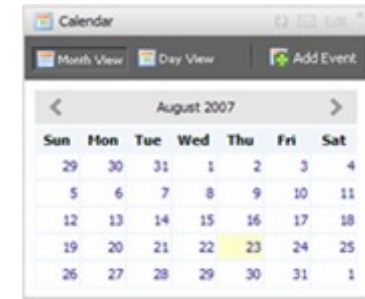 Calendar Edit
Month View Day View Add Event
August 2007
Sun Mon Tue Wed Thu Fri Sat
29 30 31 1 2 3 4
5 6 7 8 9 10 11
12 13 14 15 16 17 18
19 20 21 22 23 24 25
26 27 28 29 30 31 1